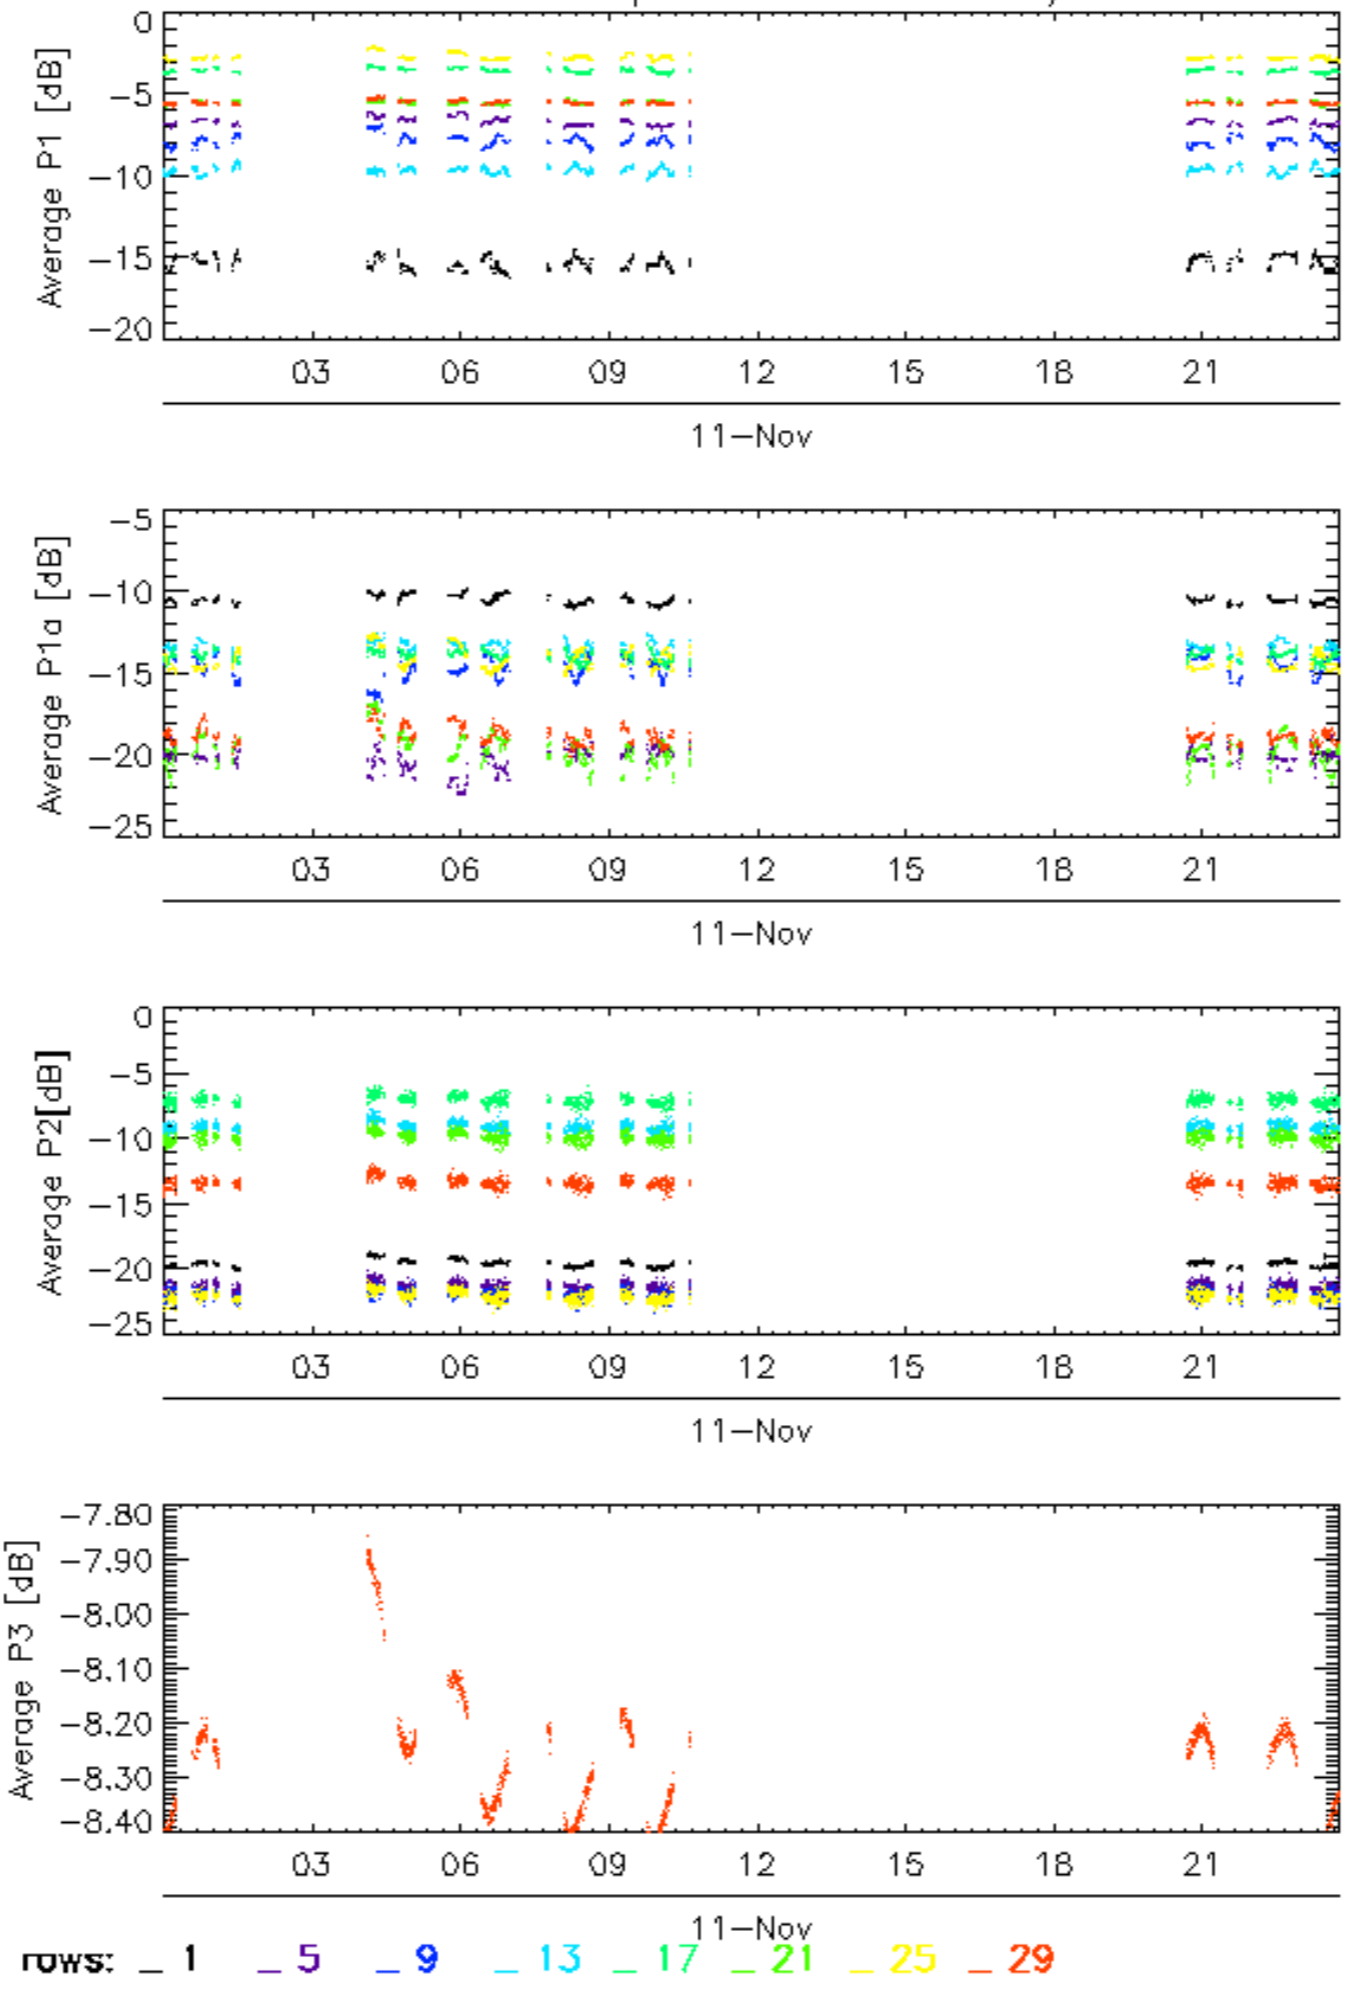 Average P1 [dB]
0
−5
−10
−15
−20
03 06 09 12 15 18 21
11−Nov
Average P1a [dB]
−5
−10
−15
−20
−25
03 06 09 12 15 18 21
11−Nov
Average P2[dB]
0
−5
−10
−15
−20
−25
03 06 09 12 15 18 21
11−Nov
Average P3 [dB]
−7.80
−7.90
−8.00
−8.10
−8.20
−8.30
−8.40
03 06 09 12 15 18 21
11−Nov
rows: _ 1 _ 5 _ 9 _ 13 _ 17 _ 21 _ 25 _ 29